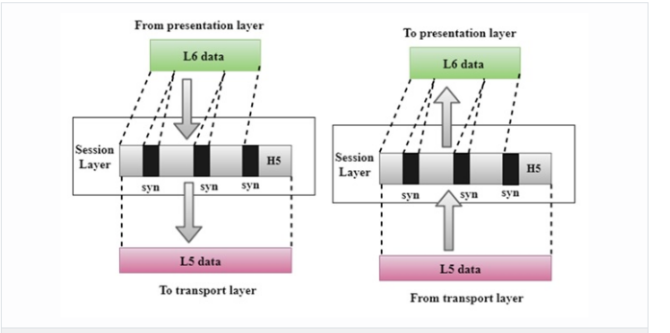 From presentation layer
L6 data
Session
Layer
H5
syn
syn
syn
L5 data
To transport layer
To presentation layer
L6 data
Session
Layer
H5
syn
syn
syn
L5 data
From transport layer